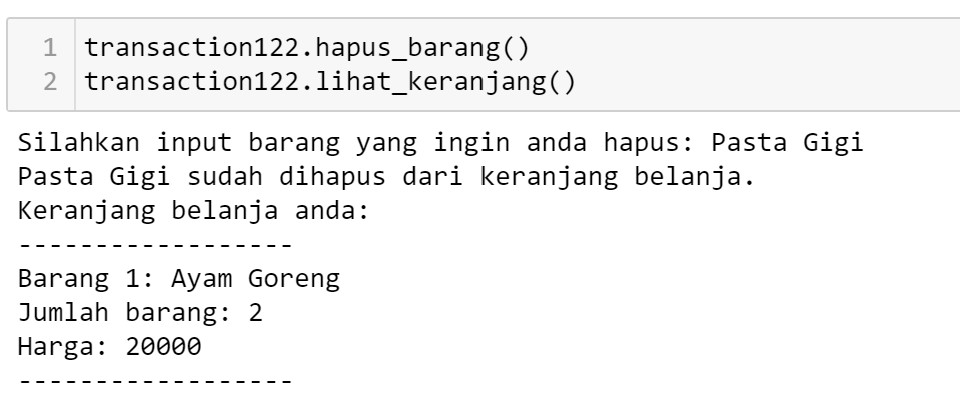 1 transaction122.hapus_barang()
2 transaction122.lihat_keranjang()
Silahkan input barang yang ingin anda hapus: Pasta Gigi
Pasta Gigi sudah dihapus dari keranjang belanja.
Keranjang belanja anda:
------------------
Barang 1: Ayam Goreng
Jumlah barang: 2
Harga: 20000
------------------